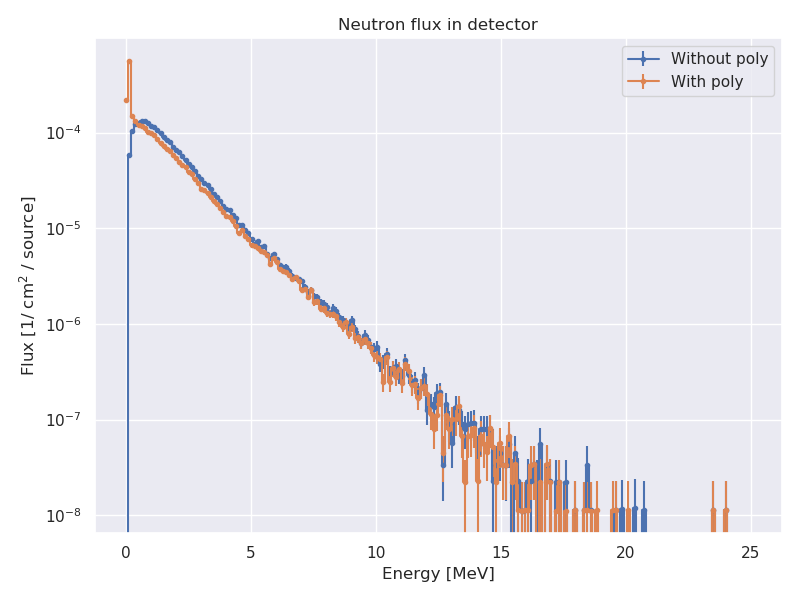 Neutron flux in detector
Without poly
With poly
Flux [1/ cm² / source]
10⁻⁴
10⁻⁵
10⁻⁶
10⁻⁷
10⁻⁸
0 5 10 15 20 25
Energy [MeV]